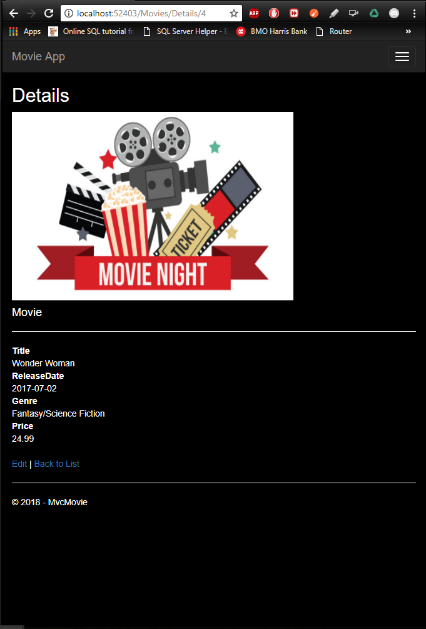 localhost:52403/Movies/Details/4
ABP
Apps Online SQL tutorial SQL Server Helper - BMO Harris Bank Router »
Movie App
Details
TICKET
MOVIE NIGHT
Movie
Title
Wonder Woman
ReleaseDate
2017-07-02
Genre
Fantasy/Science Fiction
Price
24.99
Edit | Back to List
© 2018 - MvcMovie